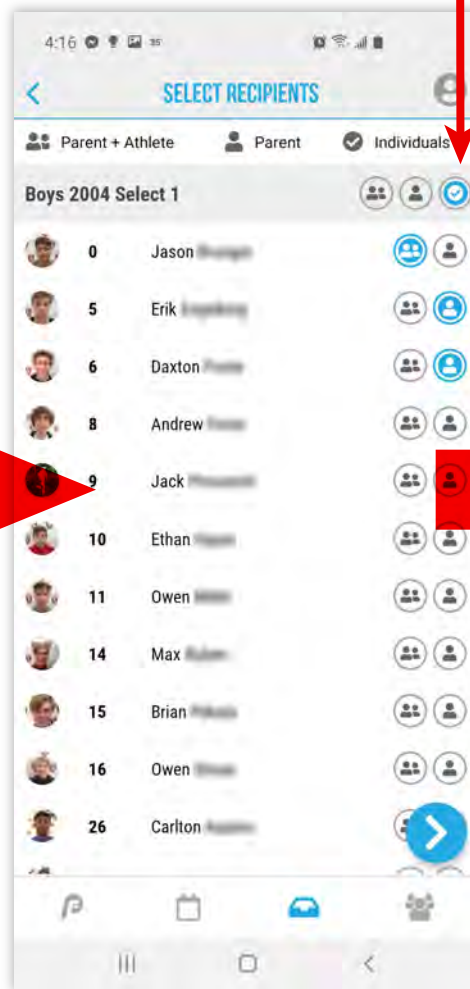 4:16 35
SELECT RECIPIENTS
Parent + Athlete Parent Individuals
Boys 2004 Select 1
0 Jason
5 Erik
6 Daxton
8 Andrew
9 Jack
10 Ethan
11 Owen
14 Max
15 Brian
16 Owen
26 Carlton